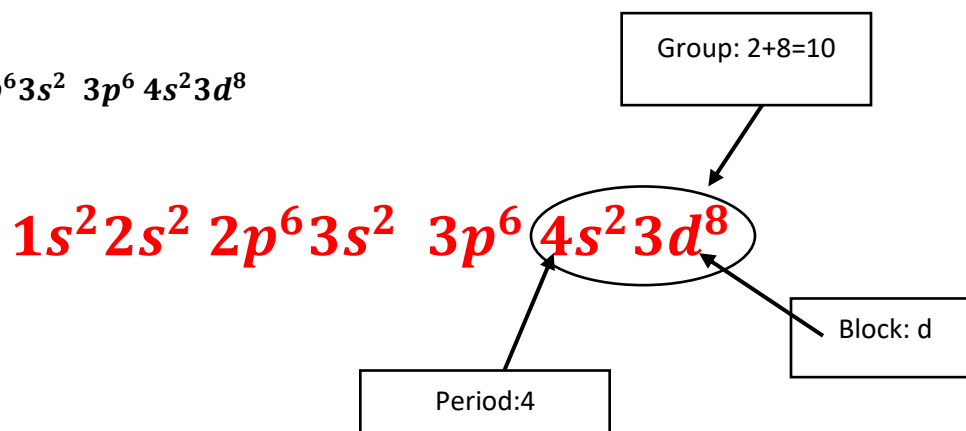 Group: 2+8=10
⁶3s² 3p⁶ 4s²3d⁸
1s²2s² 2p⁶3s² 3p⁶ 4s²3d⁸
Block: d
Period:4